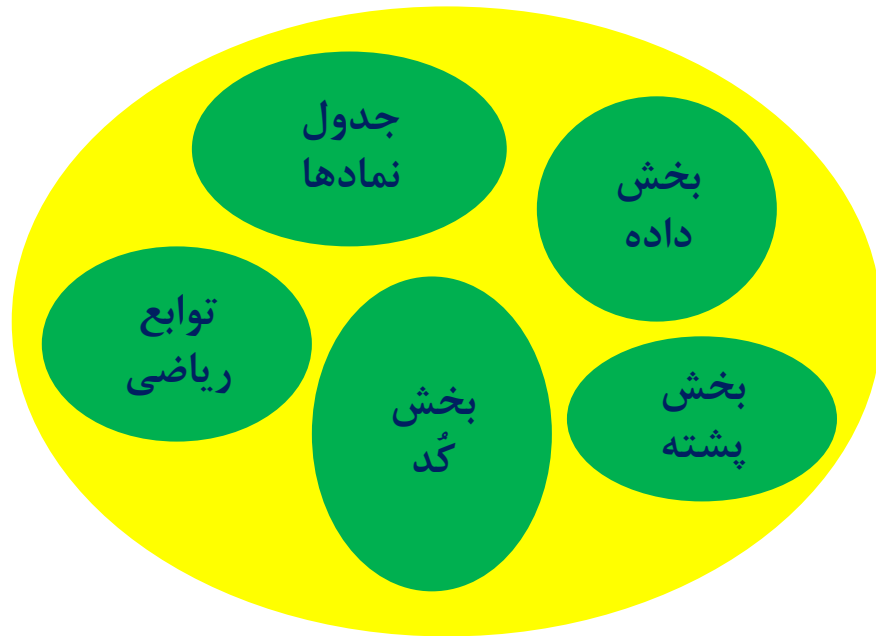 جدول
نمادها
بخش
داده
توابع
ریاضی
بخش
کُد
بخش
پشته